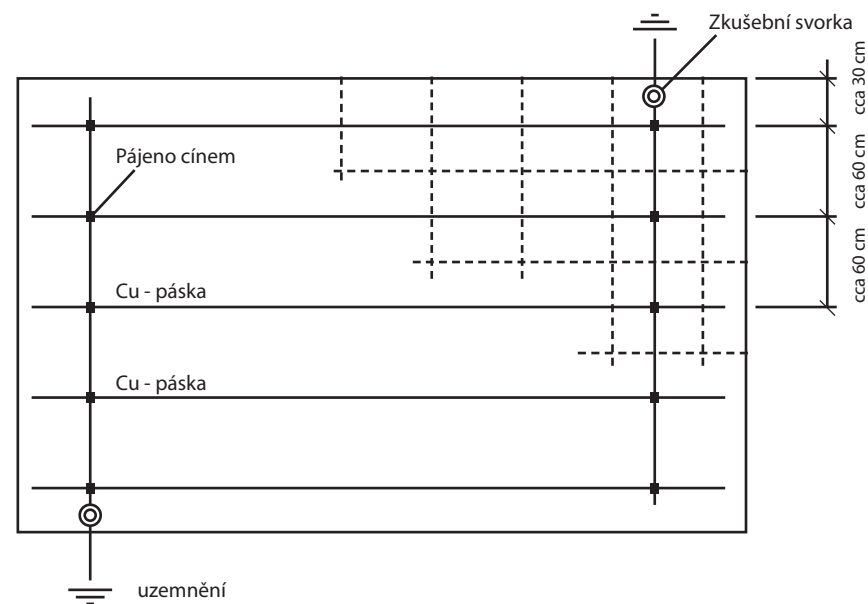 Zkušební svorka
cca 30 cm
Pájeno cínem
cca 60 cm
cca 60 cm
Cu - páska
Cu - páska
uzemnění